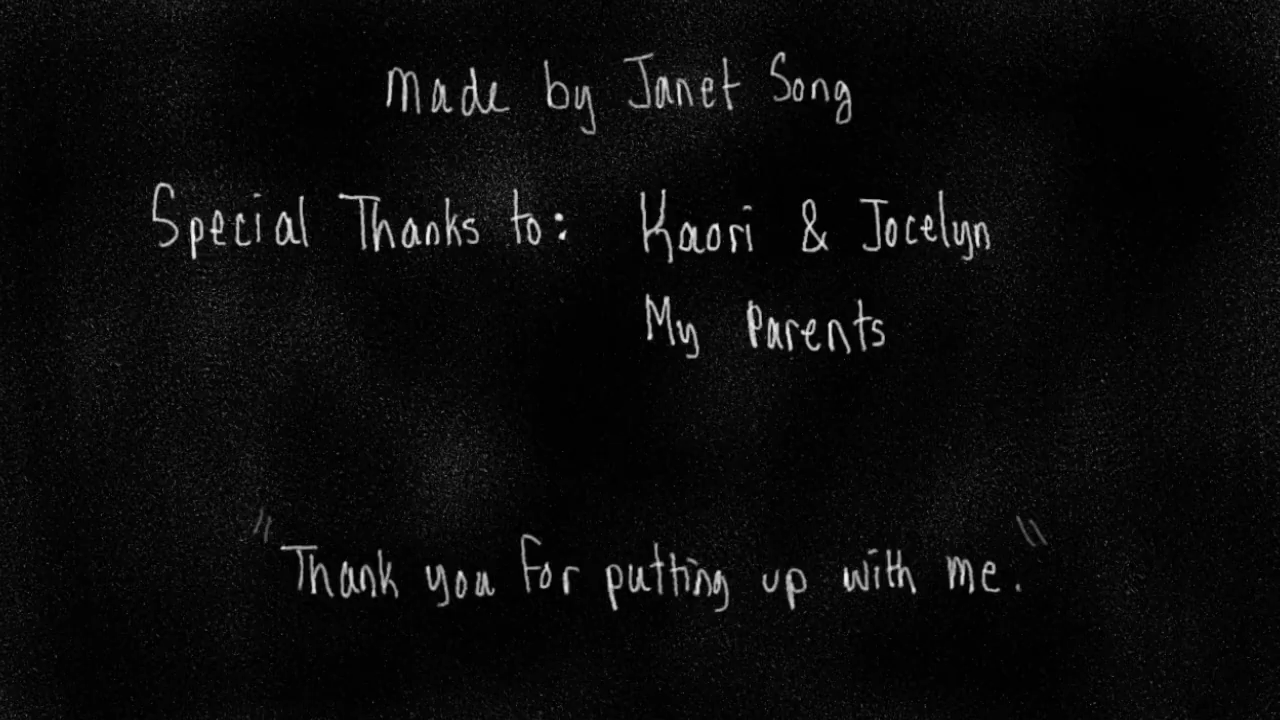 Made by Janet Song
Special Thanks to: Kaori & Jocelyn
My Parents
"Thank you for putting up with me."